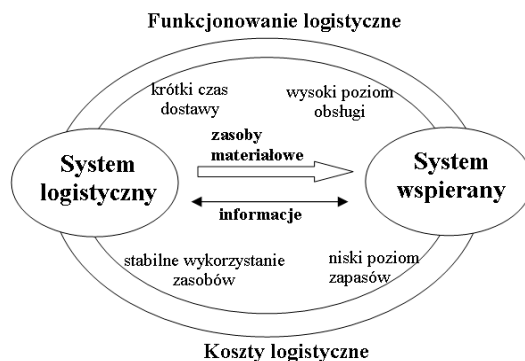 Funkcjonowanie logistyczne
krótki czas
dostawy
wysoki poziom
obsługi
zasoby
materiałowe
System
logistyczny
System
wspierany
informacje
stabilne wykorzystanie
zasobów
niski poziom
zapasów
Koszty logistyczne